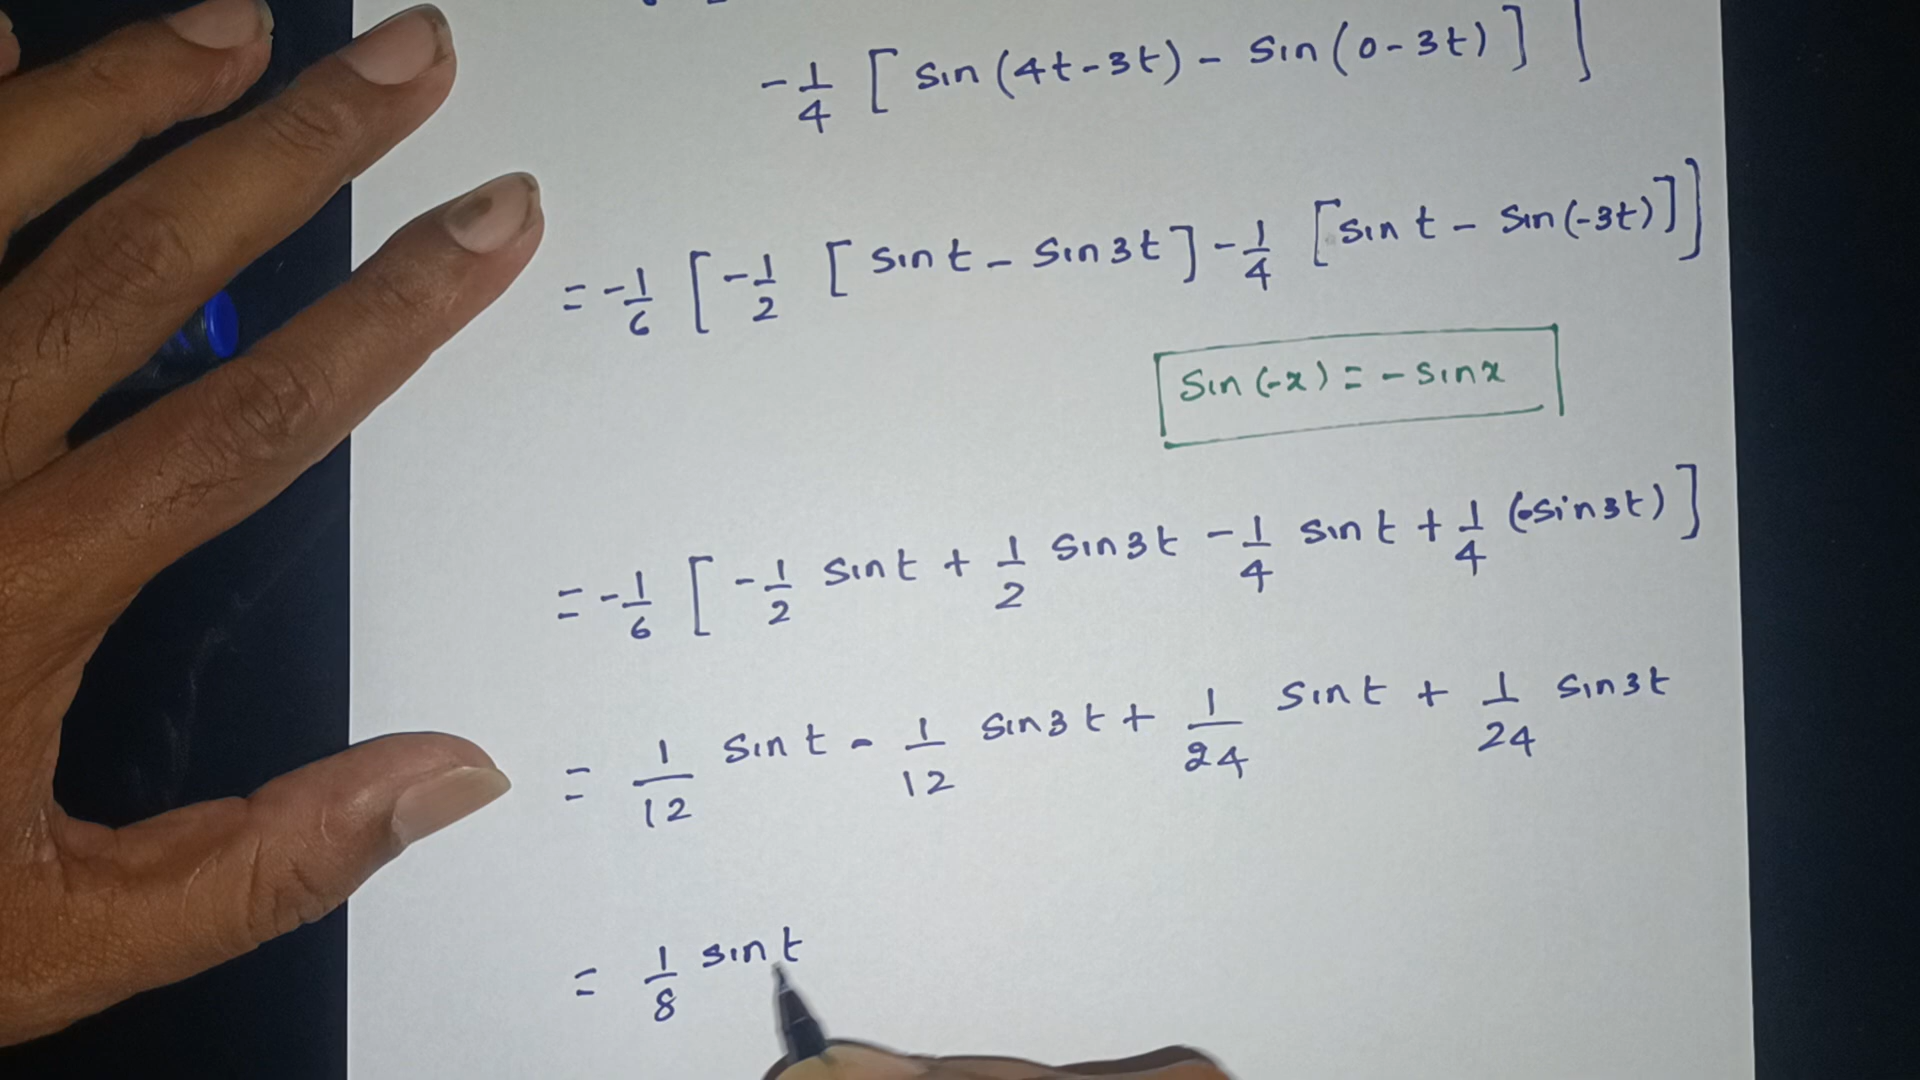 -1/4 [ sin (4t-3t) - sin (0-3t) ] ]
= -1/6 [ -1/2 [ sin t - sin 3t ] -1/4 [ sin t - sin (-3t) ] ]
sin (-x) = - sin x
= -1/6 [ -1/2 sin t + 1/2 sin 3t - 1/4 sin t + 1/4 (-sin 3t) ]
= 1/12 sin t - 1/12 sin 3t + 1/24 sin t + 1/24 sin 3t
= 1/8 sin t